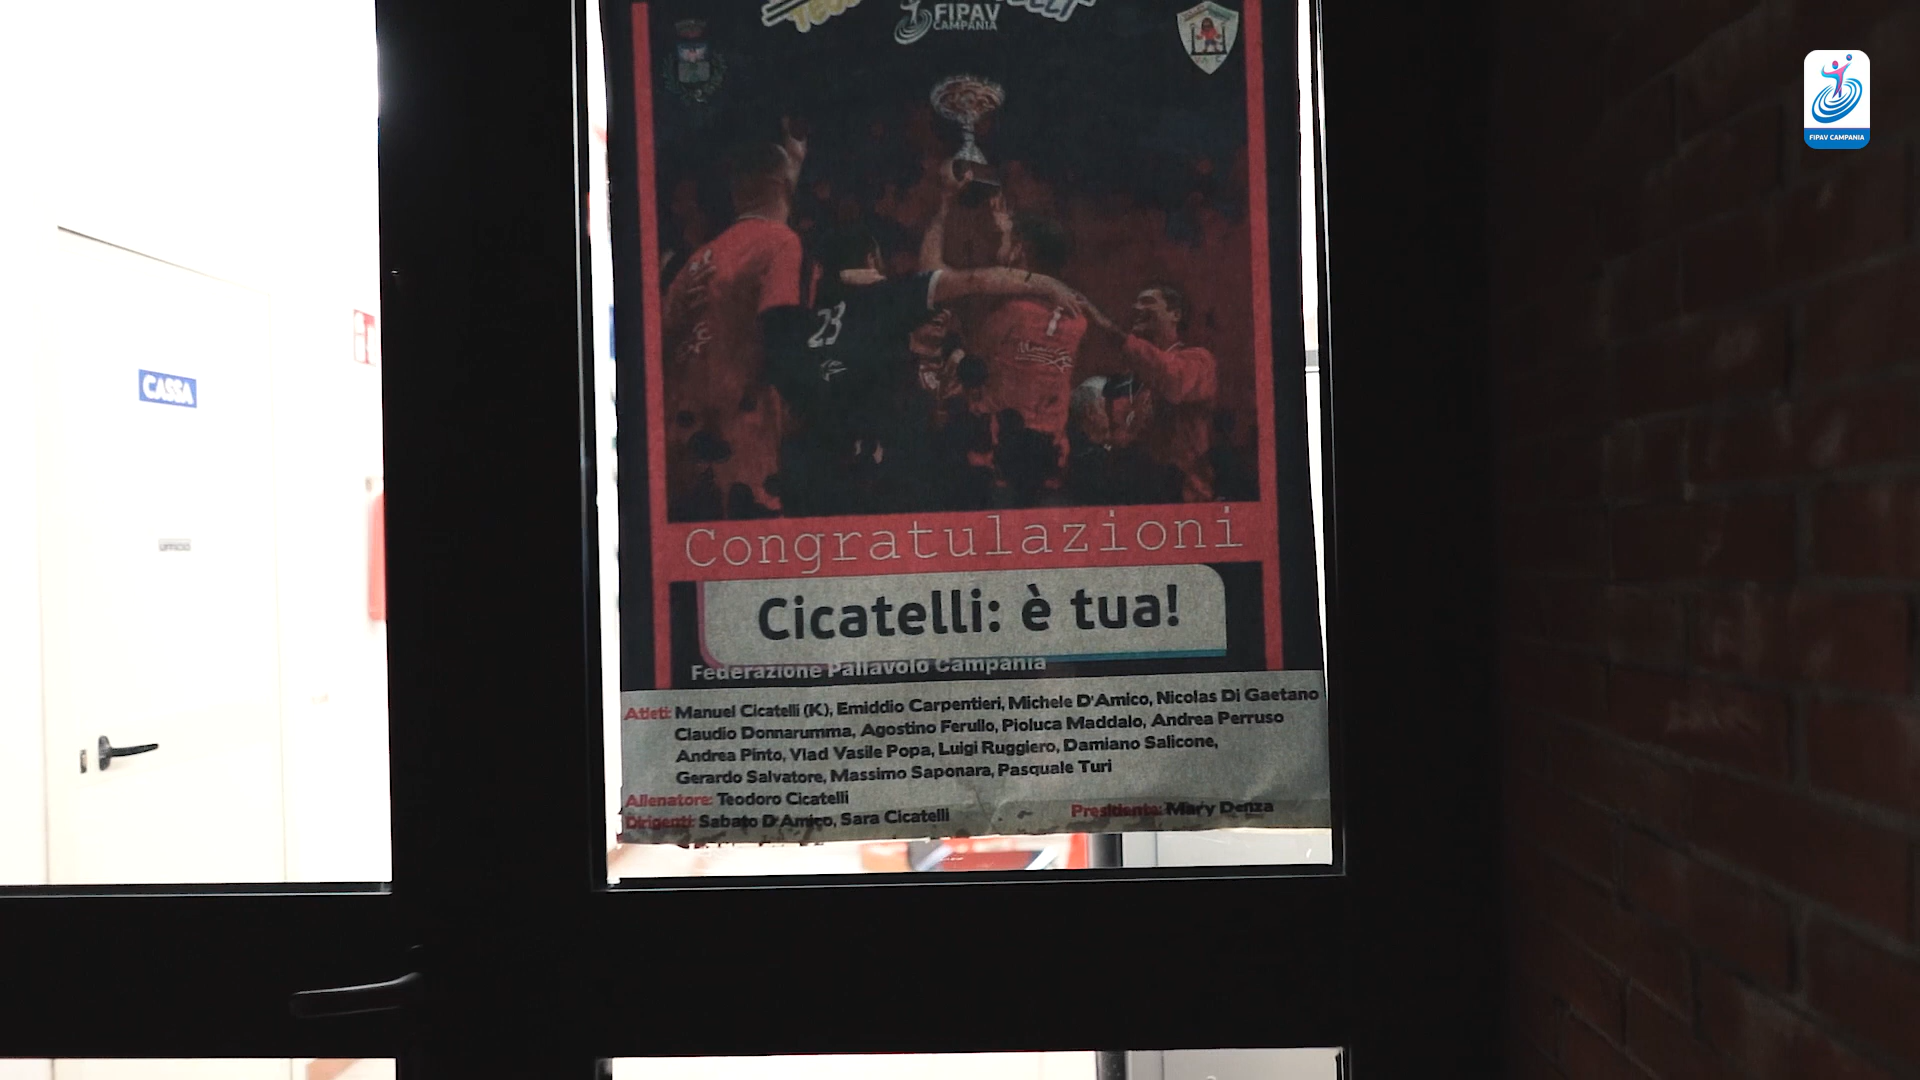 FIPAV
CAMPANIA
FIPAV CAMPANIA
CASSA
23
1
ufficio
Congratulazioni
Cicatelli: è tua!
Federazione Pallavolo Campania
Atleti: Manuel Cicatelli (K), Emiddio Carpentieri, Michele D'Amico, Nicolas Di Gaetano
Claudio Donnarumma, Agostino Ferullo, Pioluca Maddalo, Andrea Perruso
Andrea Pinto, Vlad Vasile Popa, Luigi Ruggiero, Damiano Salicone,
Gerardo Salvatore, Massimo Saponara, Pasquale Turi
Allenatore: Teodoro Cicatelli
Dirigenti: Sabato D'Amico, Sara Cicatelli
Presidente: Mary Denza